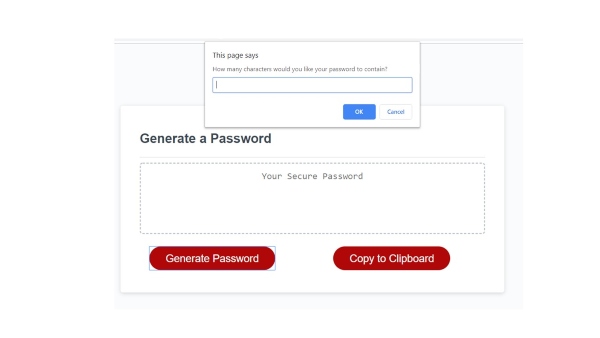 This page says
How many characters would you like your password to contain?
OK
Cancel
Generate a Password
Your Secure Password
Generate Password
Copy to Clipboard